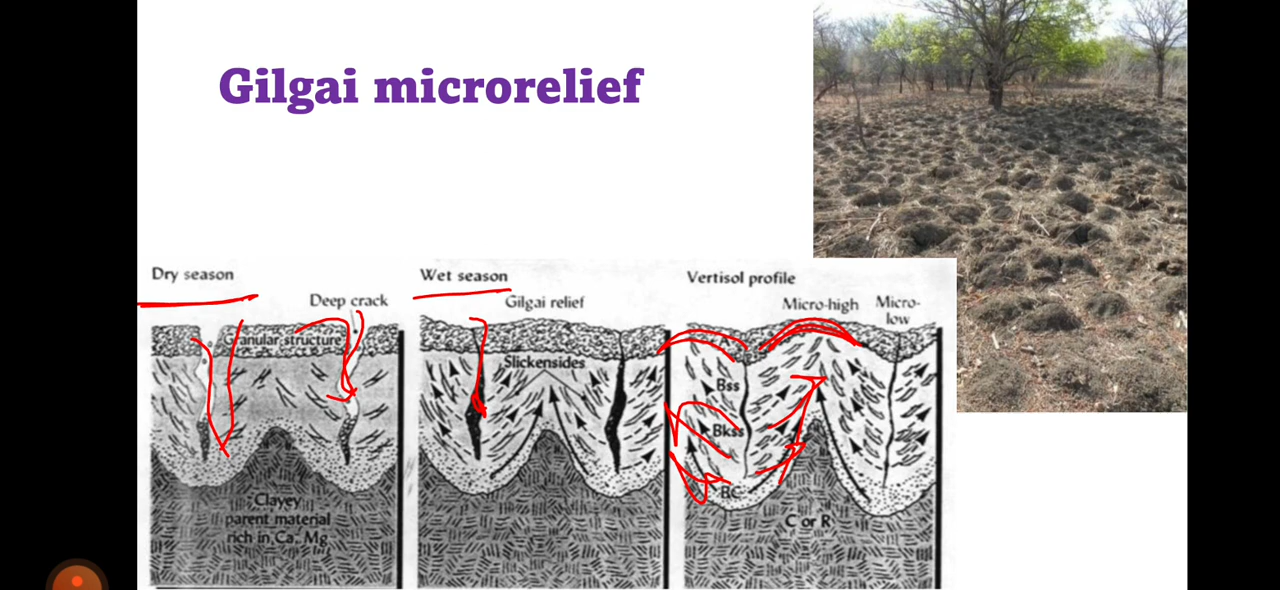 Gilgai microrelief
Dry season
Deep crack
Granular structure
Clayey
parent material
rich in Ca, Mg
Wet season
Gilgai relief
Slickensides
Vertisol profile
Micro-high
Micro-
low
A
Bss
Bkss
BC
C or R